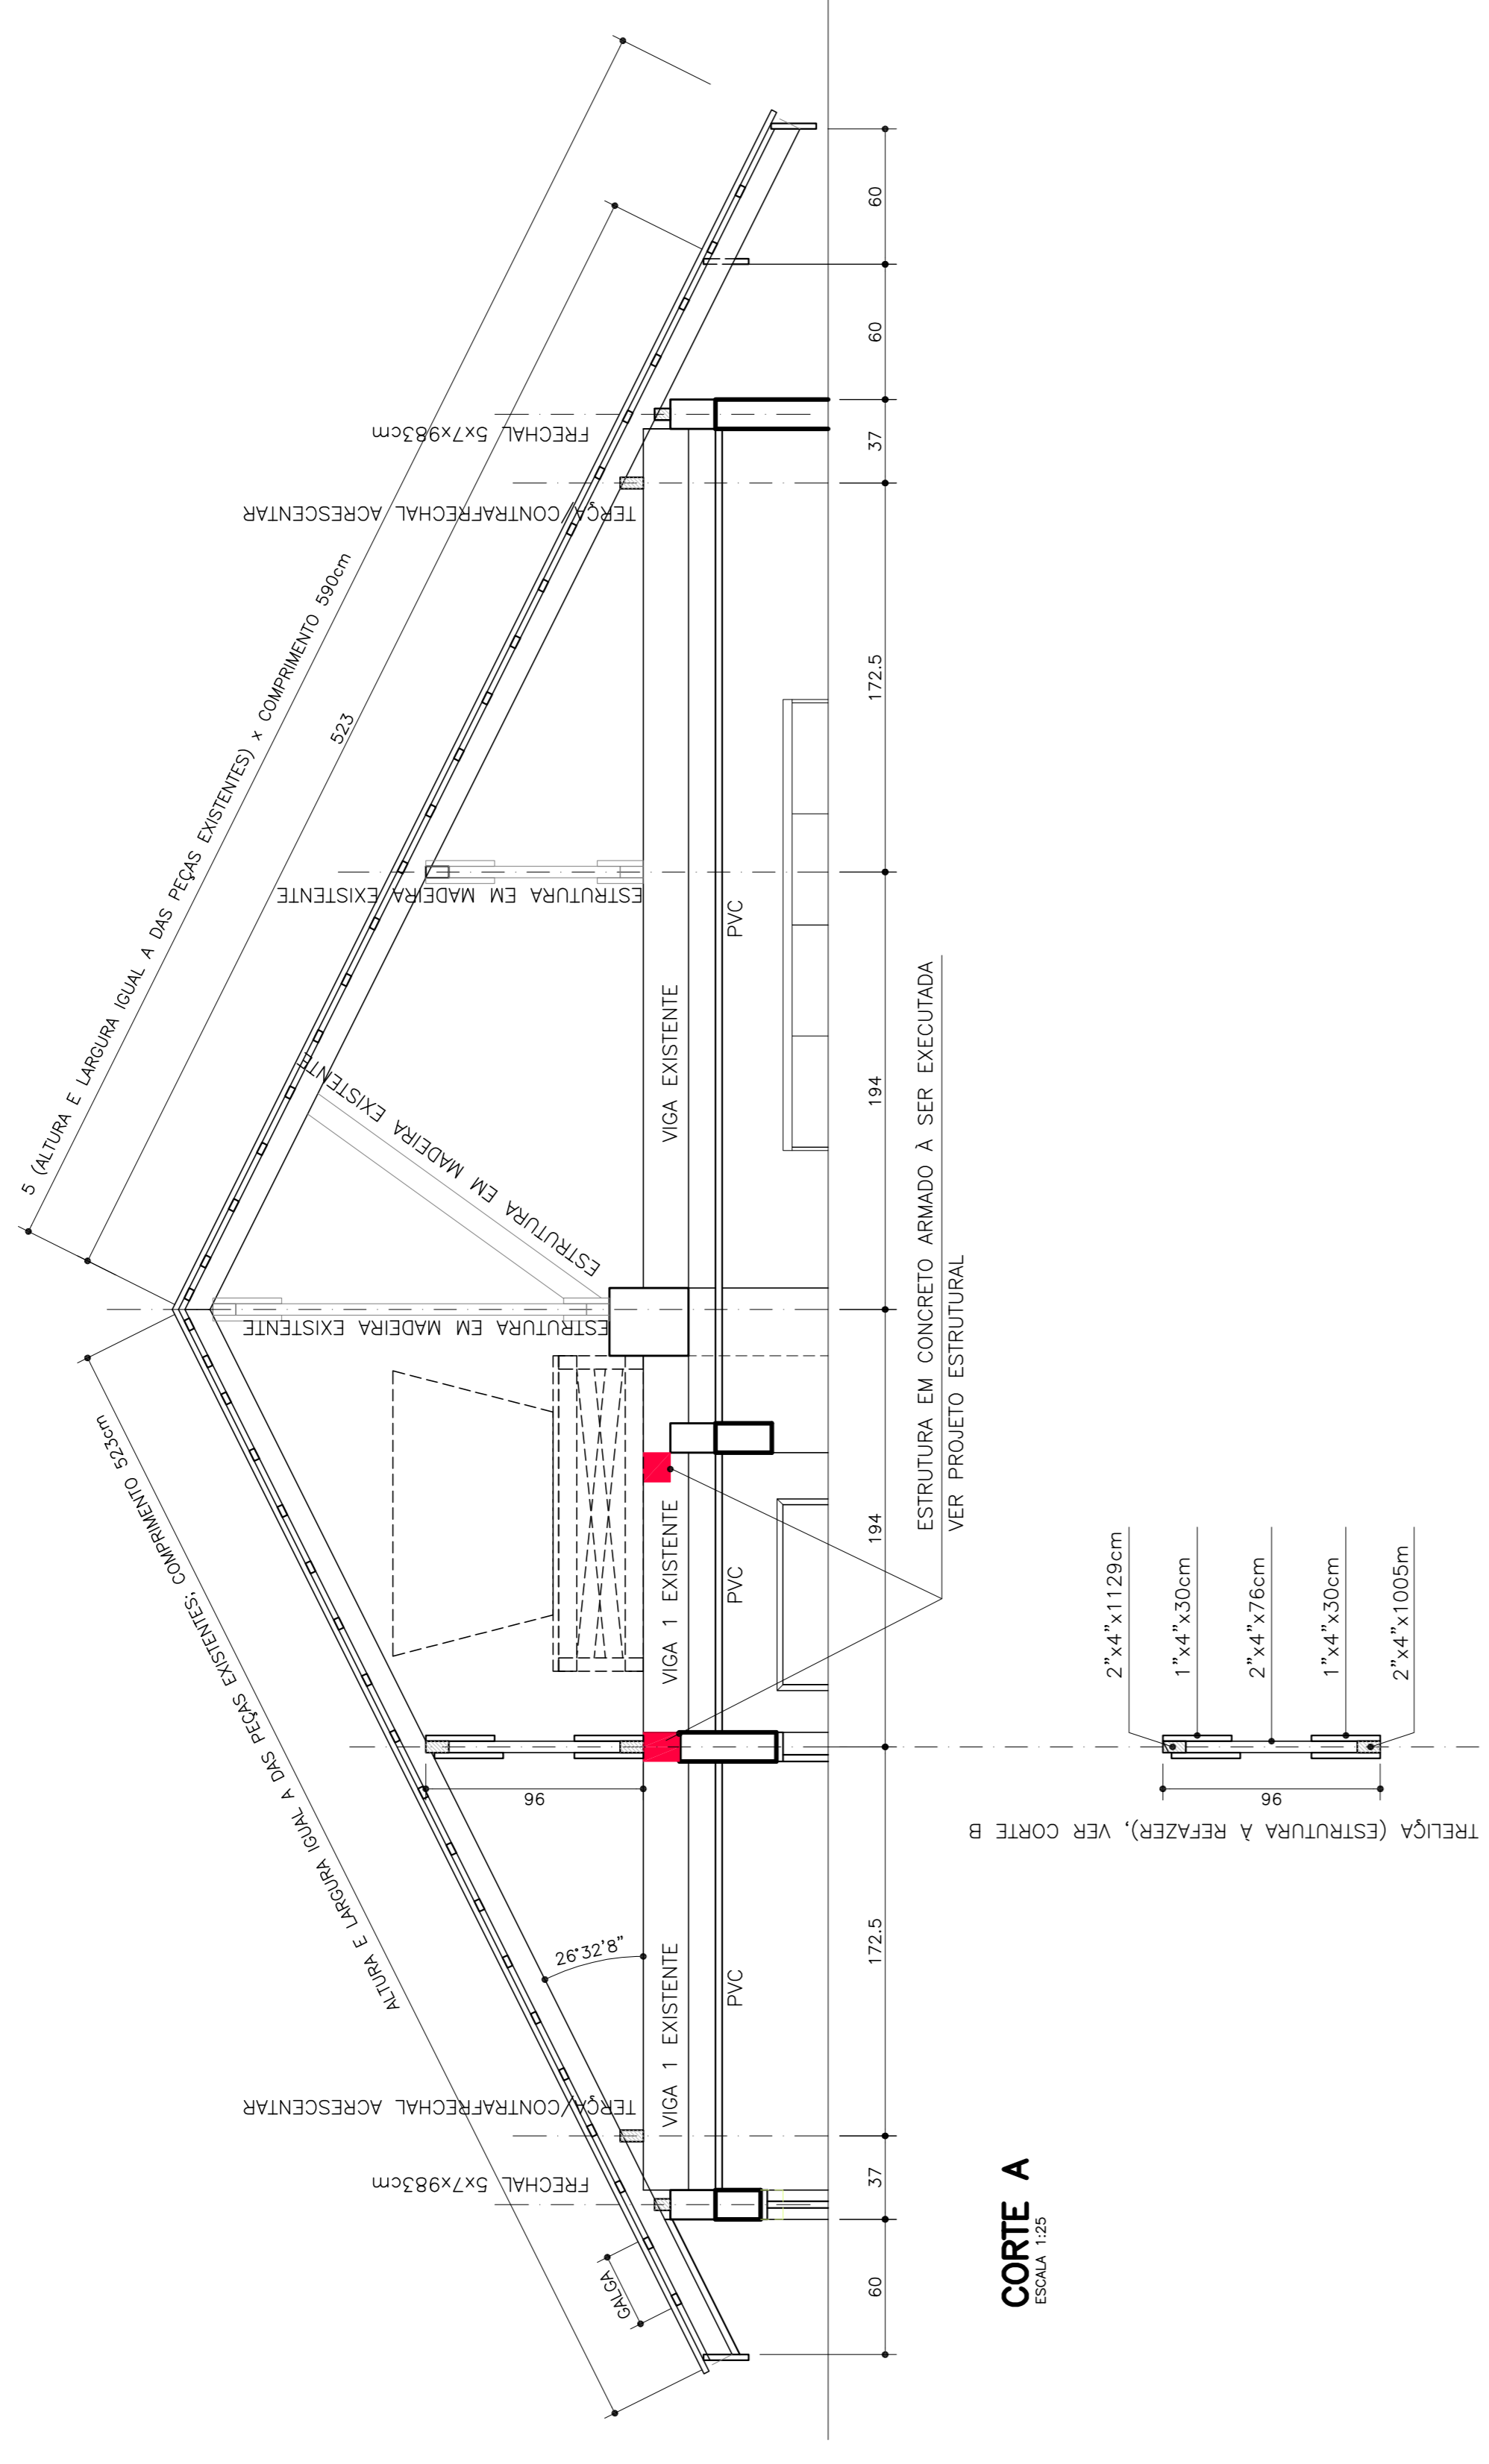 5 (ALTURA E LARGURA IGUAL A DAS PEÇAS EXISTENTES) x COMPRIMENTO 590cm
523
ALTURA E LARGURA IGUAL A DAS PEÇAS EXISTENTES; COMPRIMENTO 523cm
GALGA
FRECHAL 5x7x983cm
TERÇA/CONTRAFRECHAL ACRESCENTAR
26°32'8"
96
ESTRUTURA EM MADEIRA EXISTENTE
ESTRUTURA EM MADEIRA EXISTENTE
ESTRUTURA EM MADEIRA EXISTENTE
TERÇA/CONTRAFRECHAL ACRESCENTAR
FRECHAL 5x7x983cm
VIGA 1 EXISTENTE
VIGA 1 EXISTENTE
VIGA EXISTENTE
PVC
PVC
PVC
60
37
172.5
194
194
172.5
37
60
60
ESTRUTURA EM CONCRETO ARMADO À SER EXECUTADA
VER PROJETO ESTRUTURAL
CORTE A
ESCALA 1:25
2"x4"x1129cm
1"x4"x30cm
2"x4"x76cm
1"x4"x30cm
2"x4"x1005m
96
TRELIÇA (ESTRUTURA À REFAZER), VER CORTE B